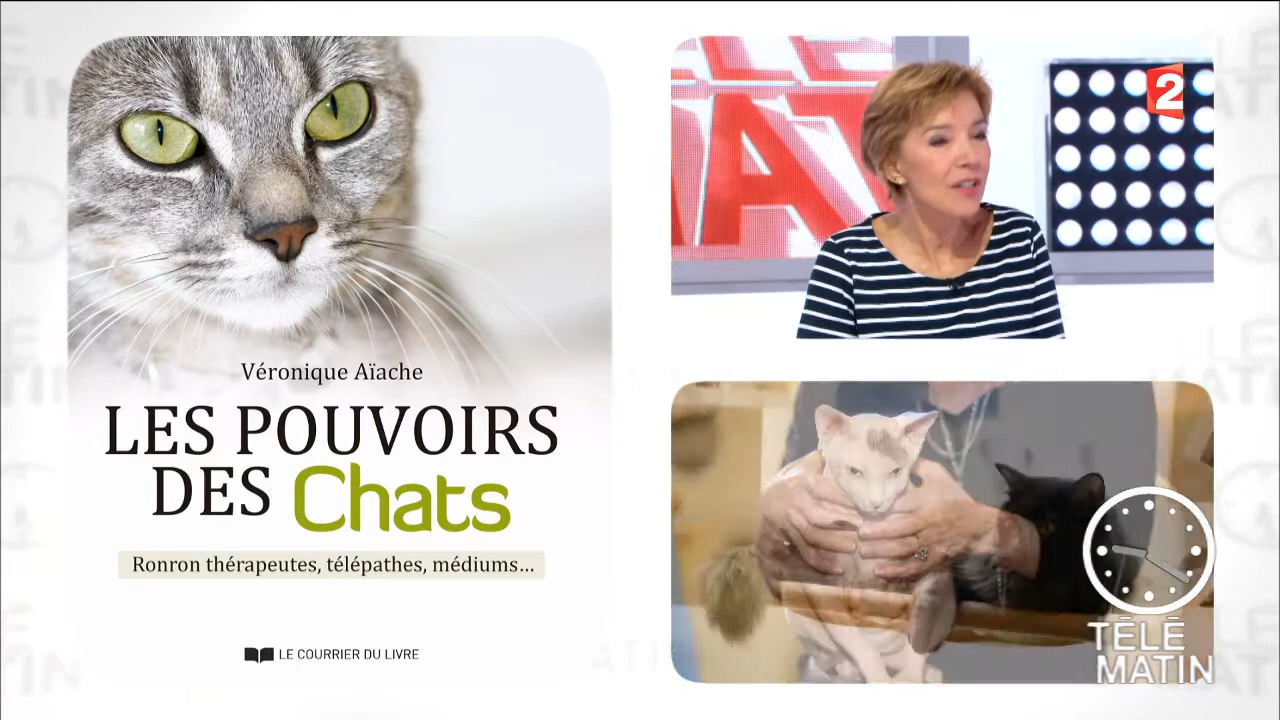 Véronique Aïache
LES POUVOIRS
DES Chats
Ronron thérapeutes, télépathes, médiums...
LE COURRIER DU LIVRE
2
TÉLÉ
MATIN